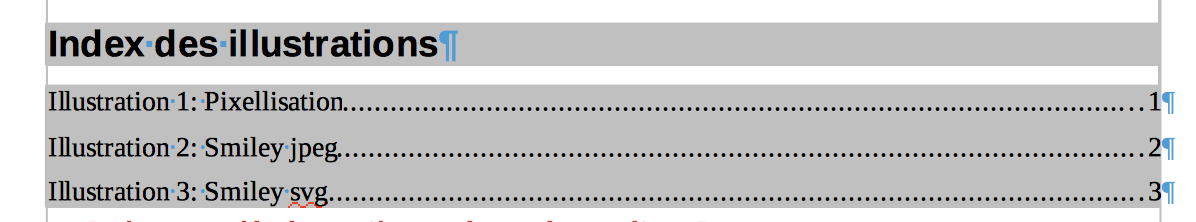 Index des illustrations¶
Illustration 1: Pixellisation.......................................................................................................1¶
Illustration 2: Smiley jpeg........................................................................................................2¶
Illustration 3: Smiley svg.........................................................................................................3¶